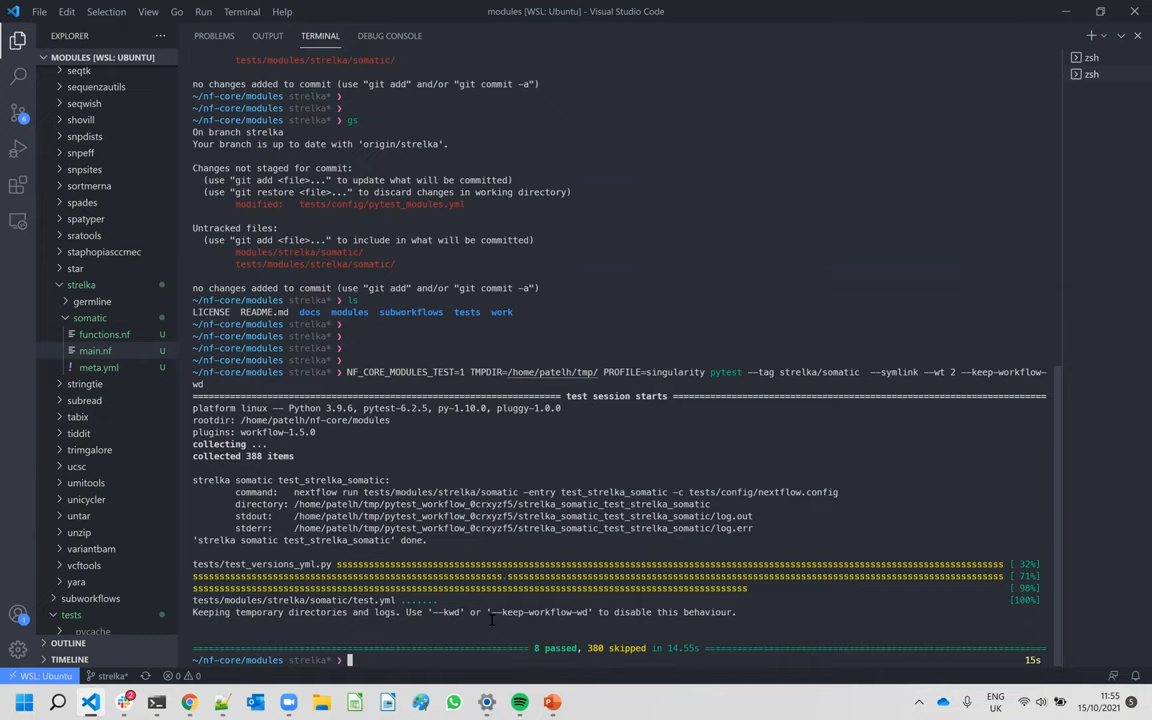 File Edit Selection View Go Run Terminal Help
modules [WSL: Ubuntu] - Visual Studio Code
EXPLORER
MODULES [WSL: UBUNTU]
seqtk
sequenzautils
seqwish
shovill
snpdists
snpeff
snpsites
sortmerna
spades
spatyper
sratools
staphopiasccmec
star
strelka
germline
somatic
functions.nf U
main.nf U
meta.yml U
stringtie
subread
tabix
tiddit
trimgalore
ucsc
umitools
unicycler
untar
unzip
variantbam
vcftools
yara
subworkflows
tests
__pycache__
OUTLINE
TIMELINE
PROBLEMS OUTPUT TERMINAL DEBUG CONSOLE
zsh
zsh
tests/modules/strelka/somatic/
no changes added to commit (use "git add" and/or "git commit -a")
~/nf-core/modules strelka* ❯
~/nf-core/modules strelka* ❯
~/nf-core/modules strelka* ❯ gs
On branch strelka
Your branch is up to date with 'origin/strelka'.
Changes not staged for commit:
(use "git add <file>..." to update what will be committed)
(use "git restore <file>..." to discard changes in working directory)
modified: tests/config/pytest_modules.yml
Untracked files:
(use "git add <file>..." to include in what will be committed)
modules/strelka/somatic/
tests/modules/strelka/somatic/
no changes added to commit (use "git add" and/or "git commit -a")
~/nf-core/modules strelka* ❯ ls
LICENSE README.md docs modules subworkflows tests work
~/nf-core/modules strelka* ❯
~/nf-core/modules strelka* ❯
~/nf-core/modules strelka* ❯
~/nf-core/modules strelka* ❯
~/nf-core/modules strelka* ❯ NF_CORE_MODULES_TEST=1 TMPDIR=/home/patelh/tmp/ PROFILE=singularity pytest --tag strelka/somatic --symlink --wt 2 --keep-workflow-
wd
test session starts
platform linux -- Python 3.9.6, pytest-6.2.5, py-1.10.0, pluggy-1.0.0
rootdir: /home/patelh/nf-core/modules
plugins: workflow-1.5.0
collecting ...
collected 388 items
strelka somatic test_strelka_somatic:
command: nextflow run tests/modules/strelka/somatic -entry test_strelka_somatic -c tests/config/nextflow.config
directory: /home/patelh/tmp/pytest_workflow_0crxyzf5/strelka_somatic_test_strelka_somatic
stdout: /home/patelh/tmp/pytest_workflow_0crxyzf5/strelka_somatic_test_strelka_somatic/log.out
stderr: /home/patelh/tmp/pytest_workflow_0crxyzf5/strelka_somatic_test_strelka_somatic/log.err
'strelka somatic test_strelka_somatic' done.
tests/test_versions_yml.py [ 32%]
[ 71%]
[ 98%]
tests/modules/strelka/somatic/test.yml ....... [100%]
Keeping temporary directories and logs. Use '--kwd' or '--keep-workflow-wd' to disable this behaviour.
8 passed, 380 skipped in 14.55s
~/nf-core/modules strelka* ❯ 15s
WSL: Ubuntu strelka* 0 0
ENG
UK
11:55
15/10/2021